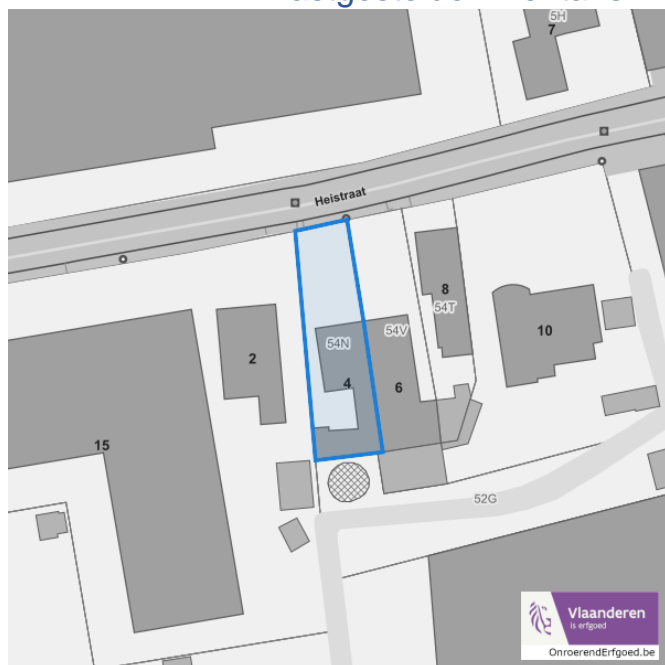 5H
7
Heistraat
8
54T
54N
54V
10
2
4
6
15
52G
Vlaanderen
is erfgoed
OnroerendErfgoed.be